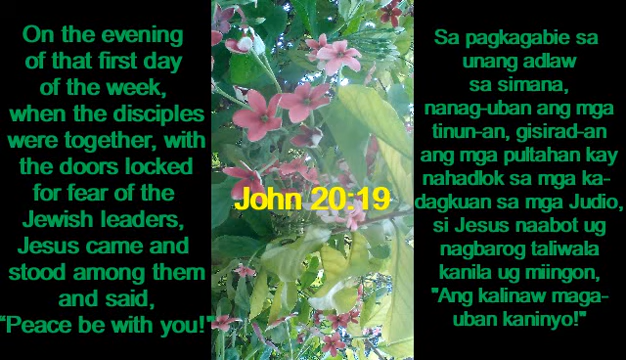 On the evening
of that first day
of the week,
when the disciples
were together, with
the doors locked
for fear of the
Jewish leaders,
Jesus came and
stood among them
and said,
“Peace be with you!"
John 20:19
Sa pagkagabie sa
unang adlaw
sa simana,
nanag-uban ang mga
tinun-an, gisirad-an
ang mga pultahan kay
nahadlok sa mga ka-
dagkuan sa mga Judio,
si Jesus naabot ug
nagbarog taliwala
kanila ug miingon,
"Ang kalinaw maga-
uban kaninyo!"